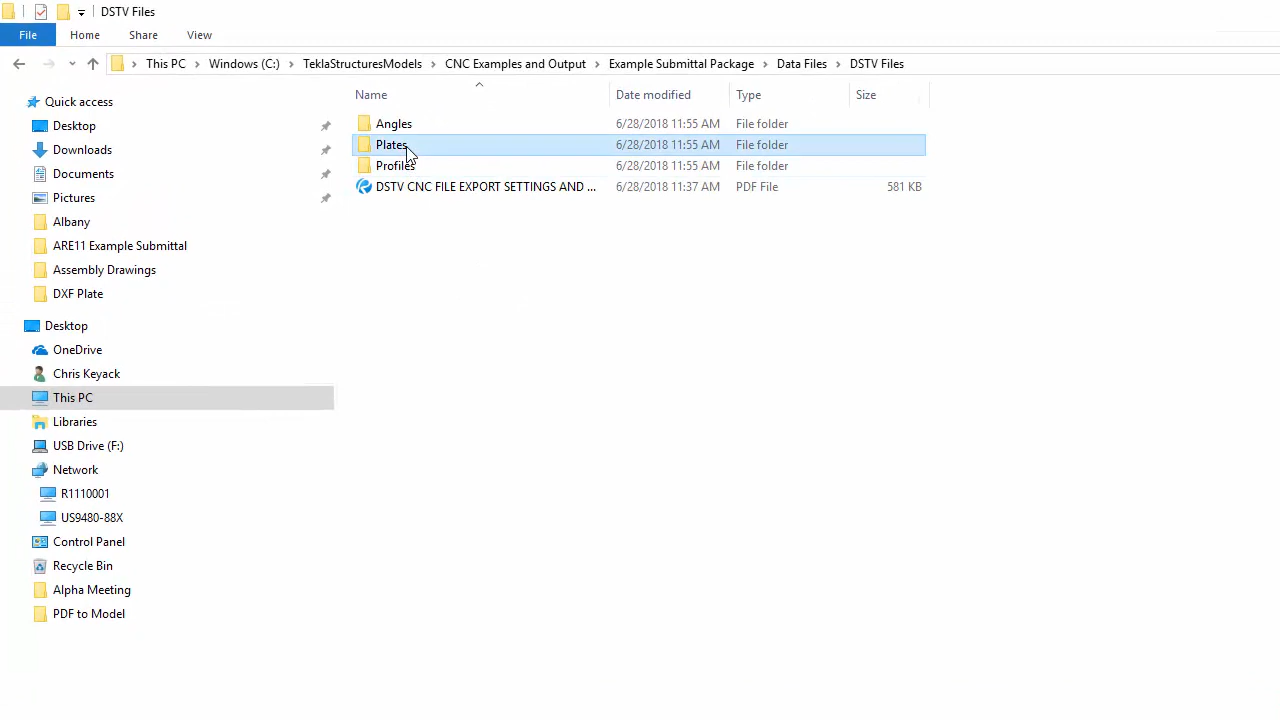 DSTV Files
File Home Share View
This PC Windows (C:) TeklaStructuresModels CNC Examples and Output Example Submittal Package Data Files DSTV Files
Name Date modified Type Size
Quick access
Desktop
Downloads
Documents
Pictures
Albany
ARE11 Example Submittal
Assembly Drawings
DXF Plate
Desktop
OneDrive
Chris Keyack
This PC
Libraries
USB Drive (F:)
Network
R1110001
US9480-88X
Control Panel
Recycle Bin
Alpha Meeting
PDF to Model
Angles 6/28/2018 11:55 AM File folder
Plates 6/28/2018 11:55 AM File folder
Profiles 6/28/2018 11:55 AM File folder
DSTV CNC FILE EXPORT SETTINGS AND ... 6/28/2018 11:37 AM PDF File 581 KB